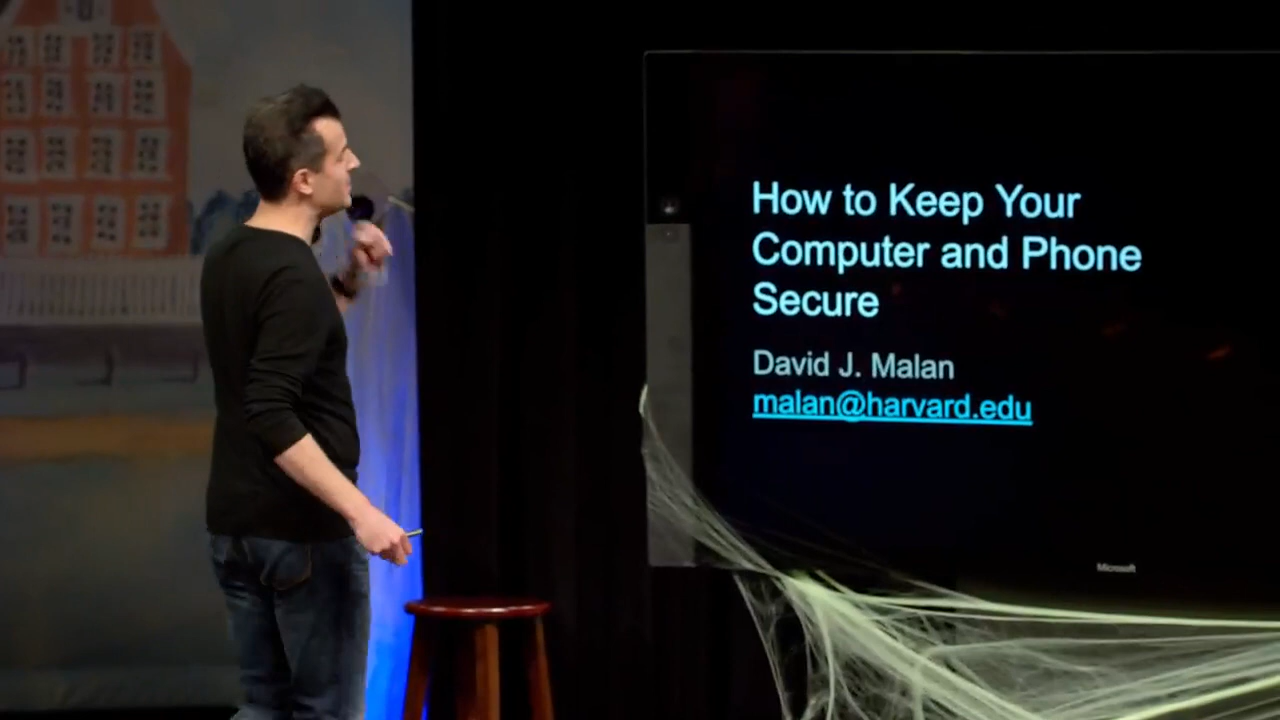 How to Keep Your
Computer and Phone
Secure
David J. Malan
malan@harvard.edu
Microsoft